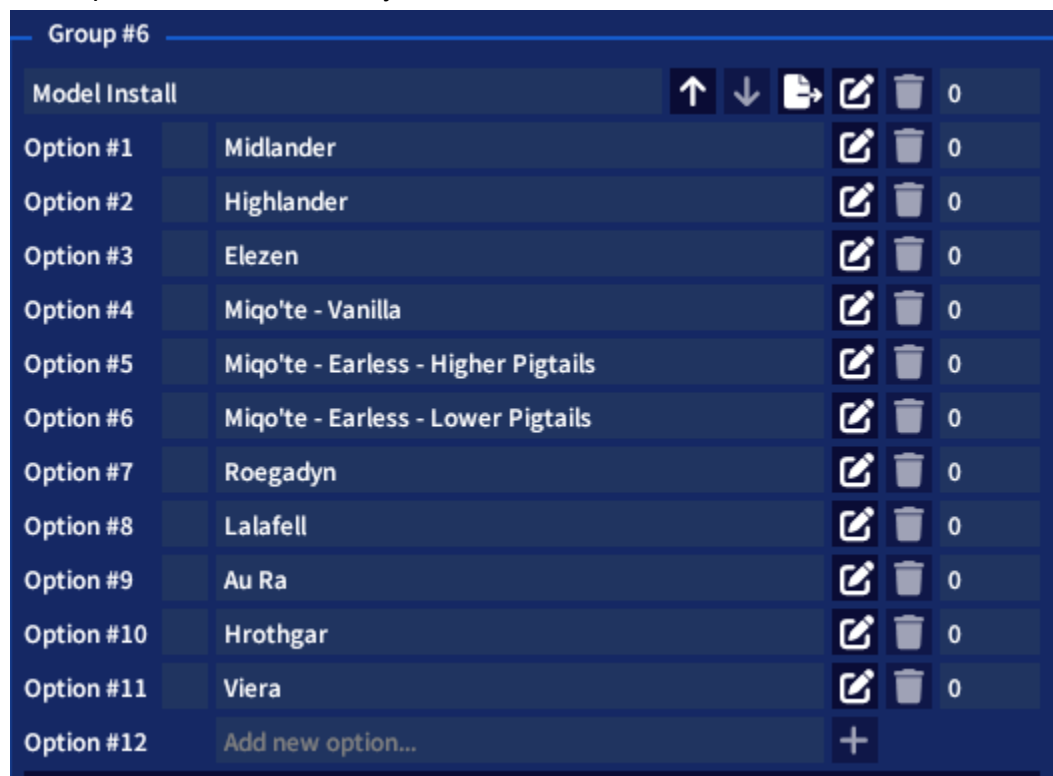 Group #6
Model Install 0
Option #1 Midlander 0
Option #2 Highlander 0
Option #3 Elezen 0
Option #4 Miqo'te - Vanilla 0
Option #5 Miqo'te - Earless - Higher Pigtails 0
Option #6 Miqo'te - Earless - Lower Pigtails 0
Option #7 Roegadyn 0
Option #8 Lalafell 0
Option #9 Au Ra 0
Option #10 Hrothgar 0
Option #11 Viera 0
Option #12 Add new option...